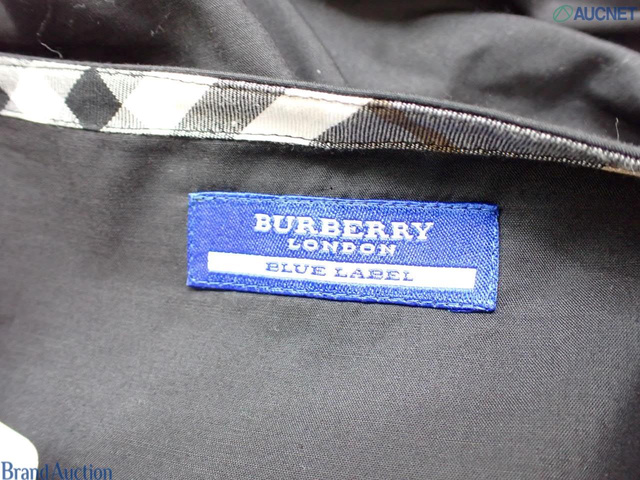 AUCNET
BURBERRY
LONDON
BLUE LABEL
Brand Auction